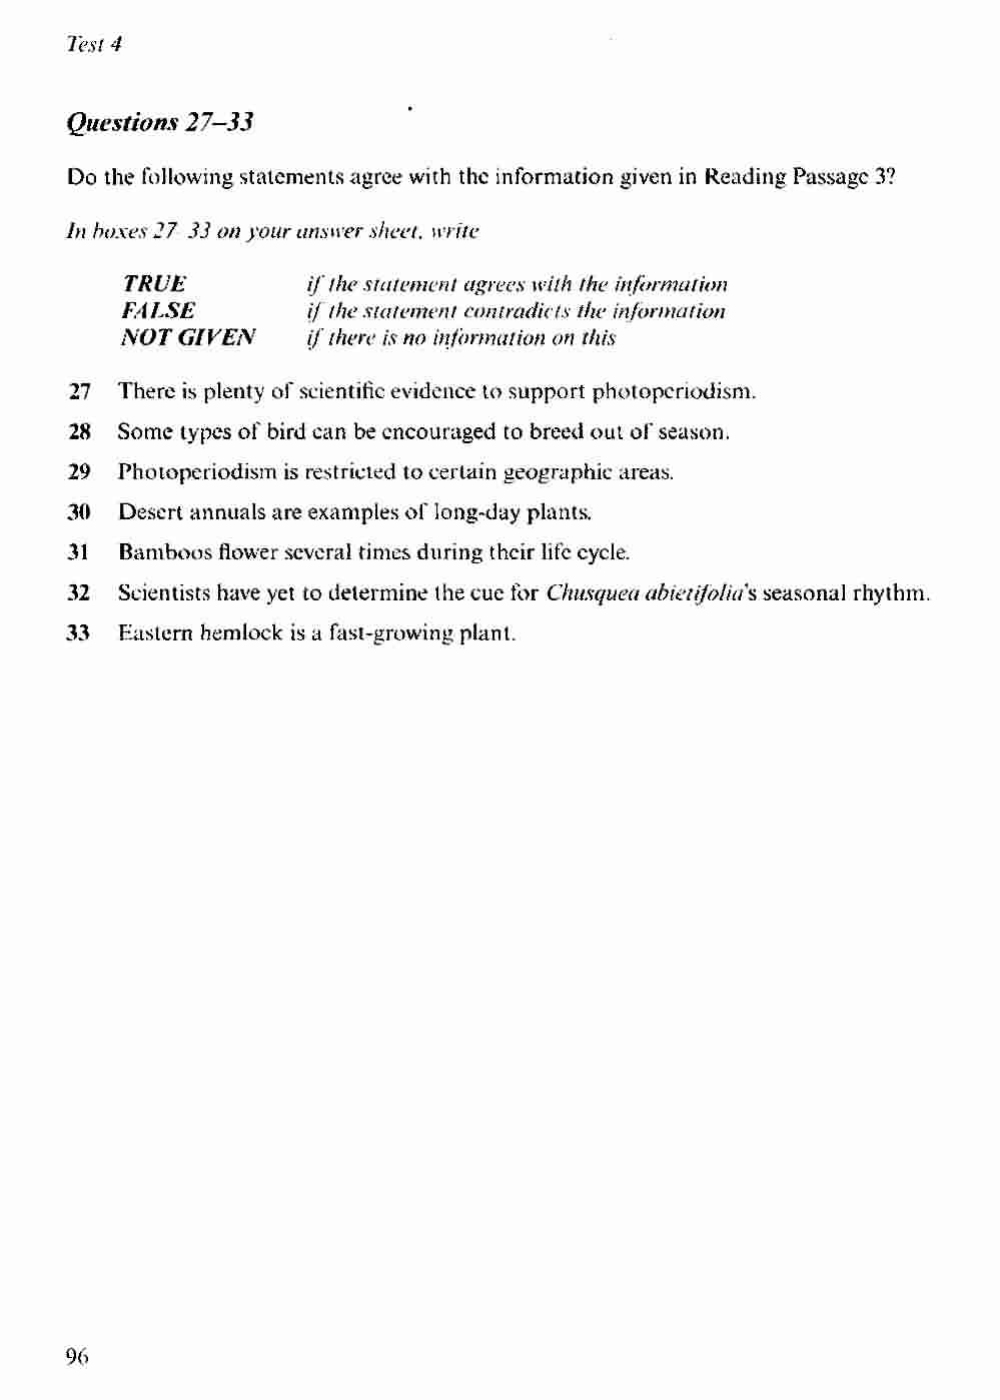 Test 4
Questions 27–33
Do the following statements agree with the information given in Reading Passage 3?
In boxes 27 33 on your answer sheet, write
TRUE if the statement agrees with the information
FALSE if the statement contradicts the information
NOT GIVEN if there is no information on this
27 There is plenty of scientific evidence to support photoperiodism.
28 Some types of bird can be encouraged to breed out of season.
29 Photoperiodism is restricted to certain geographic areas.
30 Desert annuals are examples of long-day plants.
31 Bamboos flower several times during their life cycle.
32 Scientists have yet to determine the cue for Chusquea abietifolia's seasonal rhythm.
33 Eastern hemlock is a fast-growing plant.
96